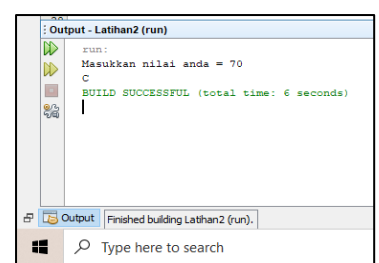 Output - Latihan2 (run)
run:
Masukkan nilai anda = 70
C
BUILD SUCCESSFUL (total time: 6 seconds)
Output
Finished building Latihan2 (run).
Type here to search